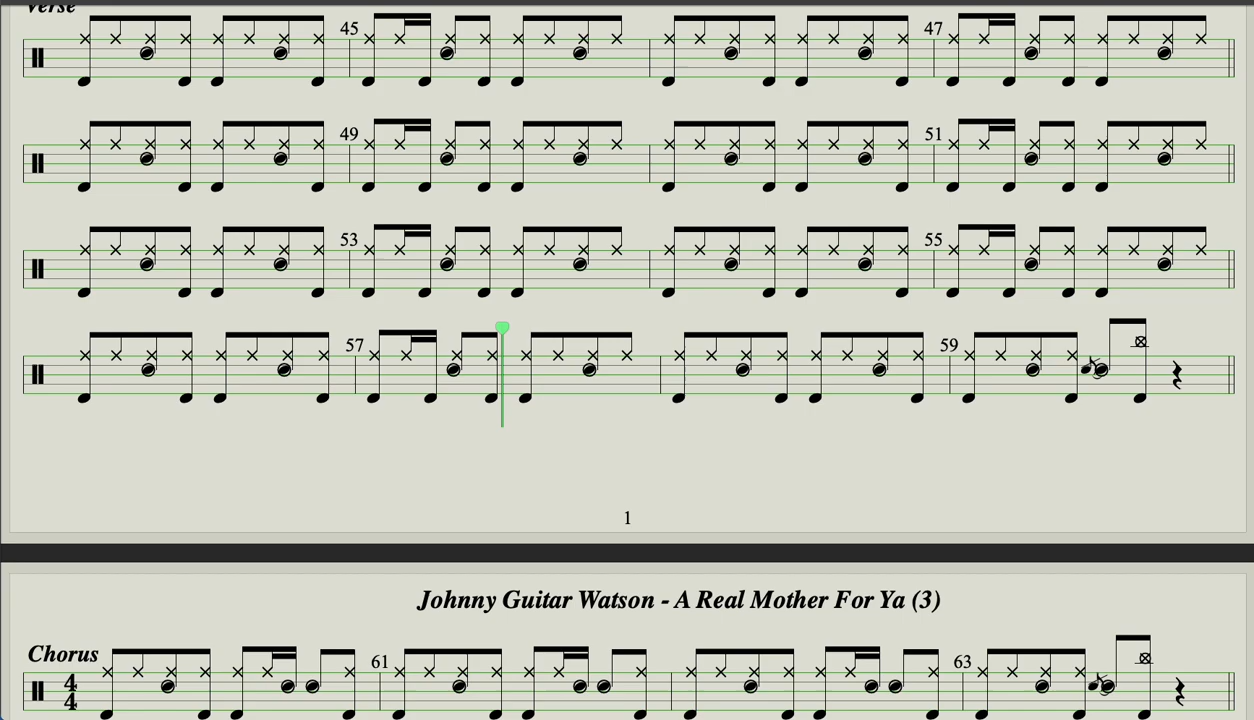 Verse
45 47
49 51
53 55
57 59
1
Johnny Guitar Watson - A Real Mother For Ya (3)
Chorus
61 63
4
4